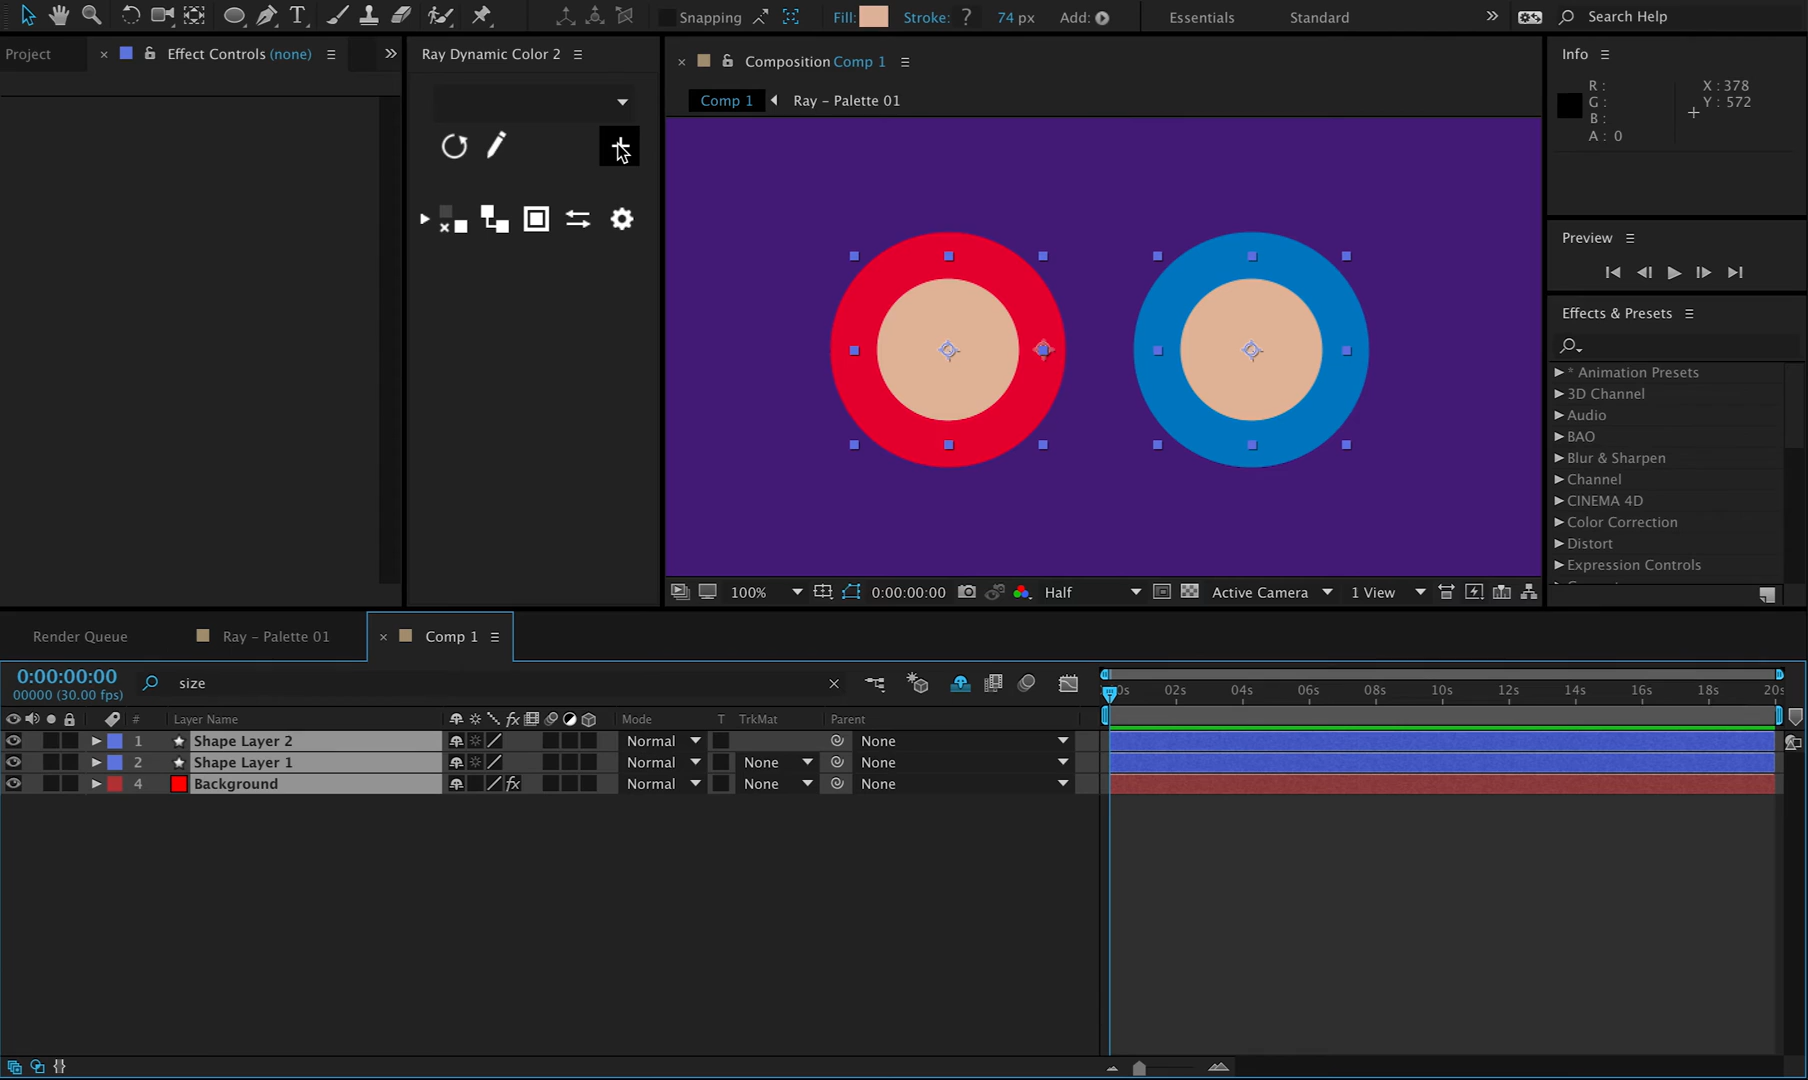 Snapping
Fill:
Stroke: ?
74 px
Add:
Essentials
Standard
Search Help
Project
Effect Controls (none)
Ray Dynamic Color 2
Composition Comp 1
Info
Comp 1
Ray – Palette 01
R :
G :
B :
A : 0
X : 378
Y : 572
Preview
Effects & Presets
* Animation Presets
3D Channel
Audio
BAO
Blur & Sharpen
Channel
CINEMA 4D
Color Correction
Distort
Expression Controls
100%
0:00:00:00
Half
Active Camera
1 View
Render Queue
Ray – Palette 01
Comp 1
0:00:00:00
00000 (30.00 fps)
size
02s 04s 06s 08s 10s 12s 14s 16s 18s 20s
# Layer Name
Mode T TrkMat Parent
1 Shape Layer 2 Normal None
2 Shape Layer 1 Normal None None
4 Background Normal None None